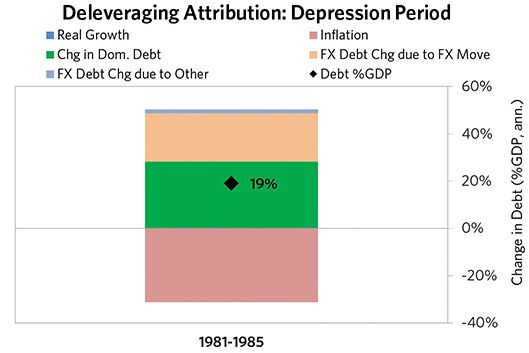 Deleveraging Attribution: Depression Period
Real Growth
Inflation
Chg in Dom. Debt
FX Debt Chg due to FX Move
FX Debt Chg due to Other
Debt %GDP
60%
40%
20%
0%
-20%
-40%
Change in Debt (%GDP, ann.)
19%
1981-1985